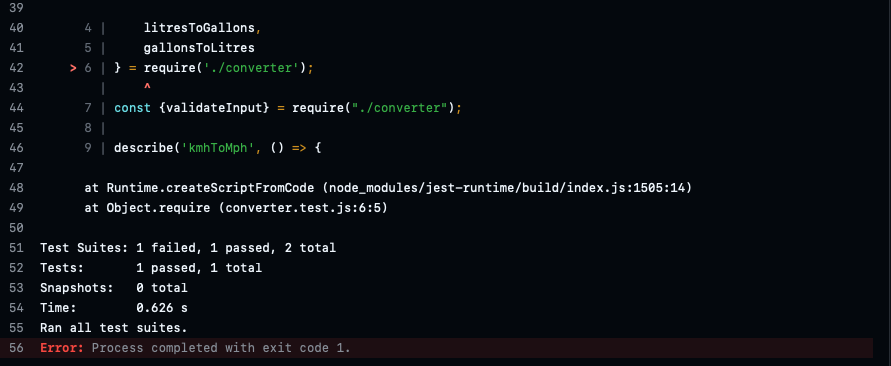 39
40         4 |     litresToGallons,
41         5 |     gallonsToLitres
42       > 6 | } = require('./converter');
43           |     ^
44         7 | const {validateInput} = require("./converter");
45         8 |
46         9 | describe('kmhToMph', () => {
47
48         at Runtime.createScriptFromCode (node_modules/jest-runtime/build/index.js:1505:14)
49         at Object.require (converter.test.js:6:5)
50
51   Test Suites: 1 failed, 1 passed, 2 total
52   Tests:       1 passed, 1 total
53   Snapshots:   0 total
54   Time:        0.626 s
55   Ran all test suites.
56   Error: Process completed with exit code 1.